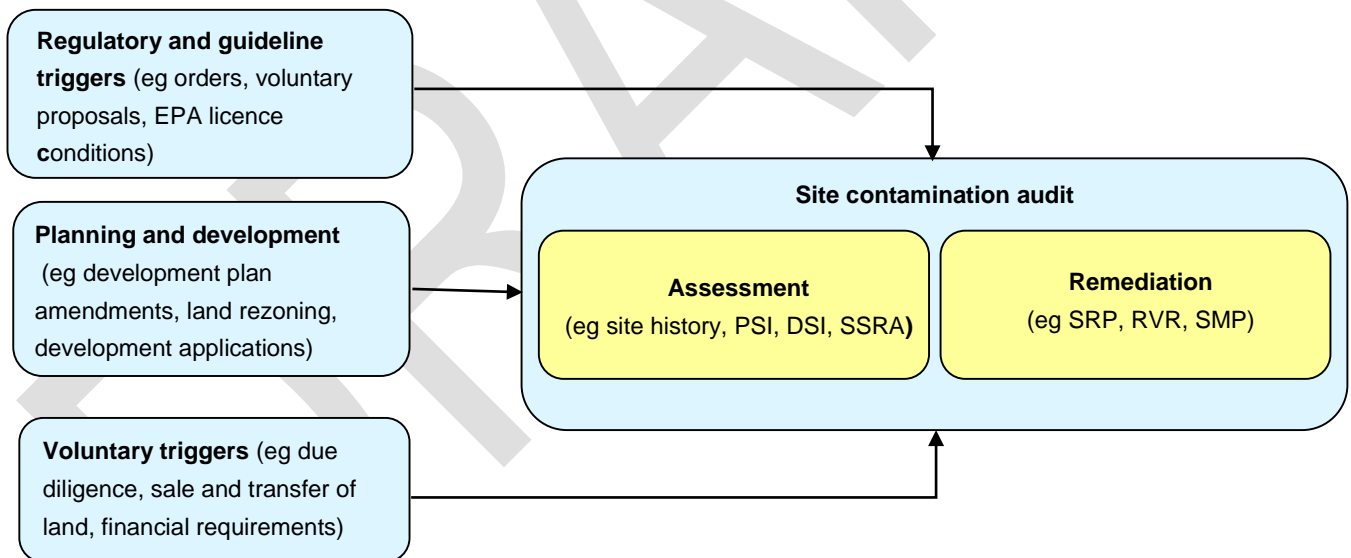 Regulatory and guideline
triggers (eg orders, voluntary
proposals, EPA licence
conditions)
Planning and development
(eg development plan
amendments, land rezoning,
development applications)
Voluntary triggers (eg due
diligence, sale and transfer of
land, financial requirements)
Site contamination audit
Assessment
(eg site history, PSI, DSI, SSRA)
Remediation
(eg SRP, RVR, SMP)